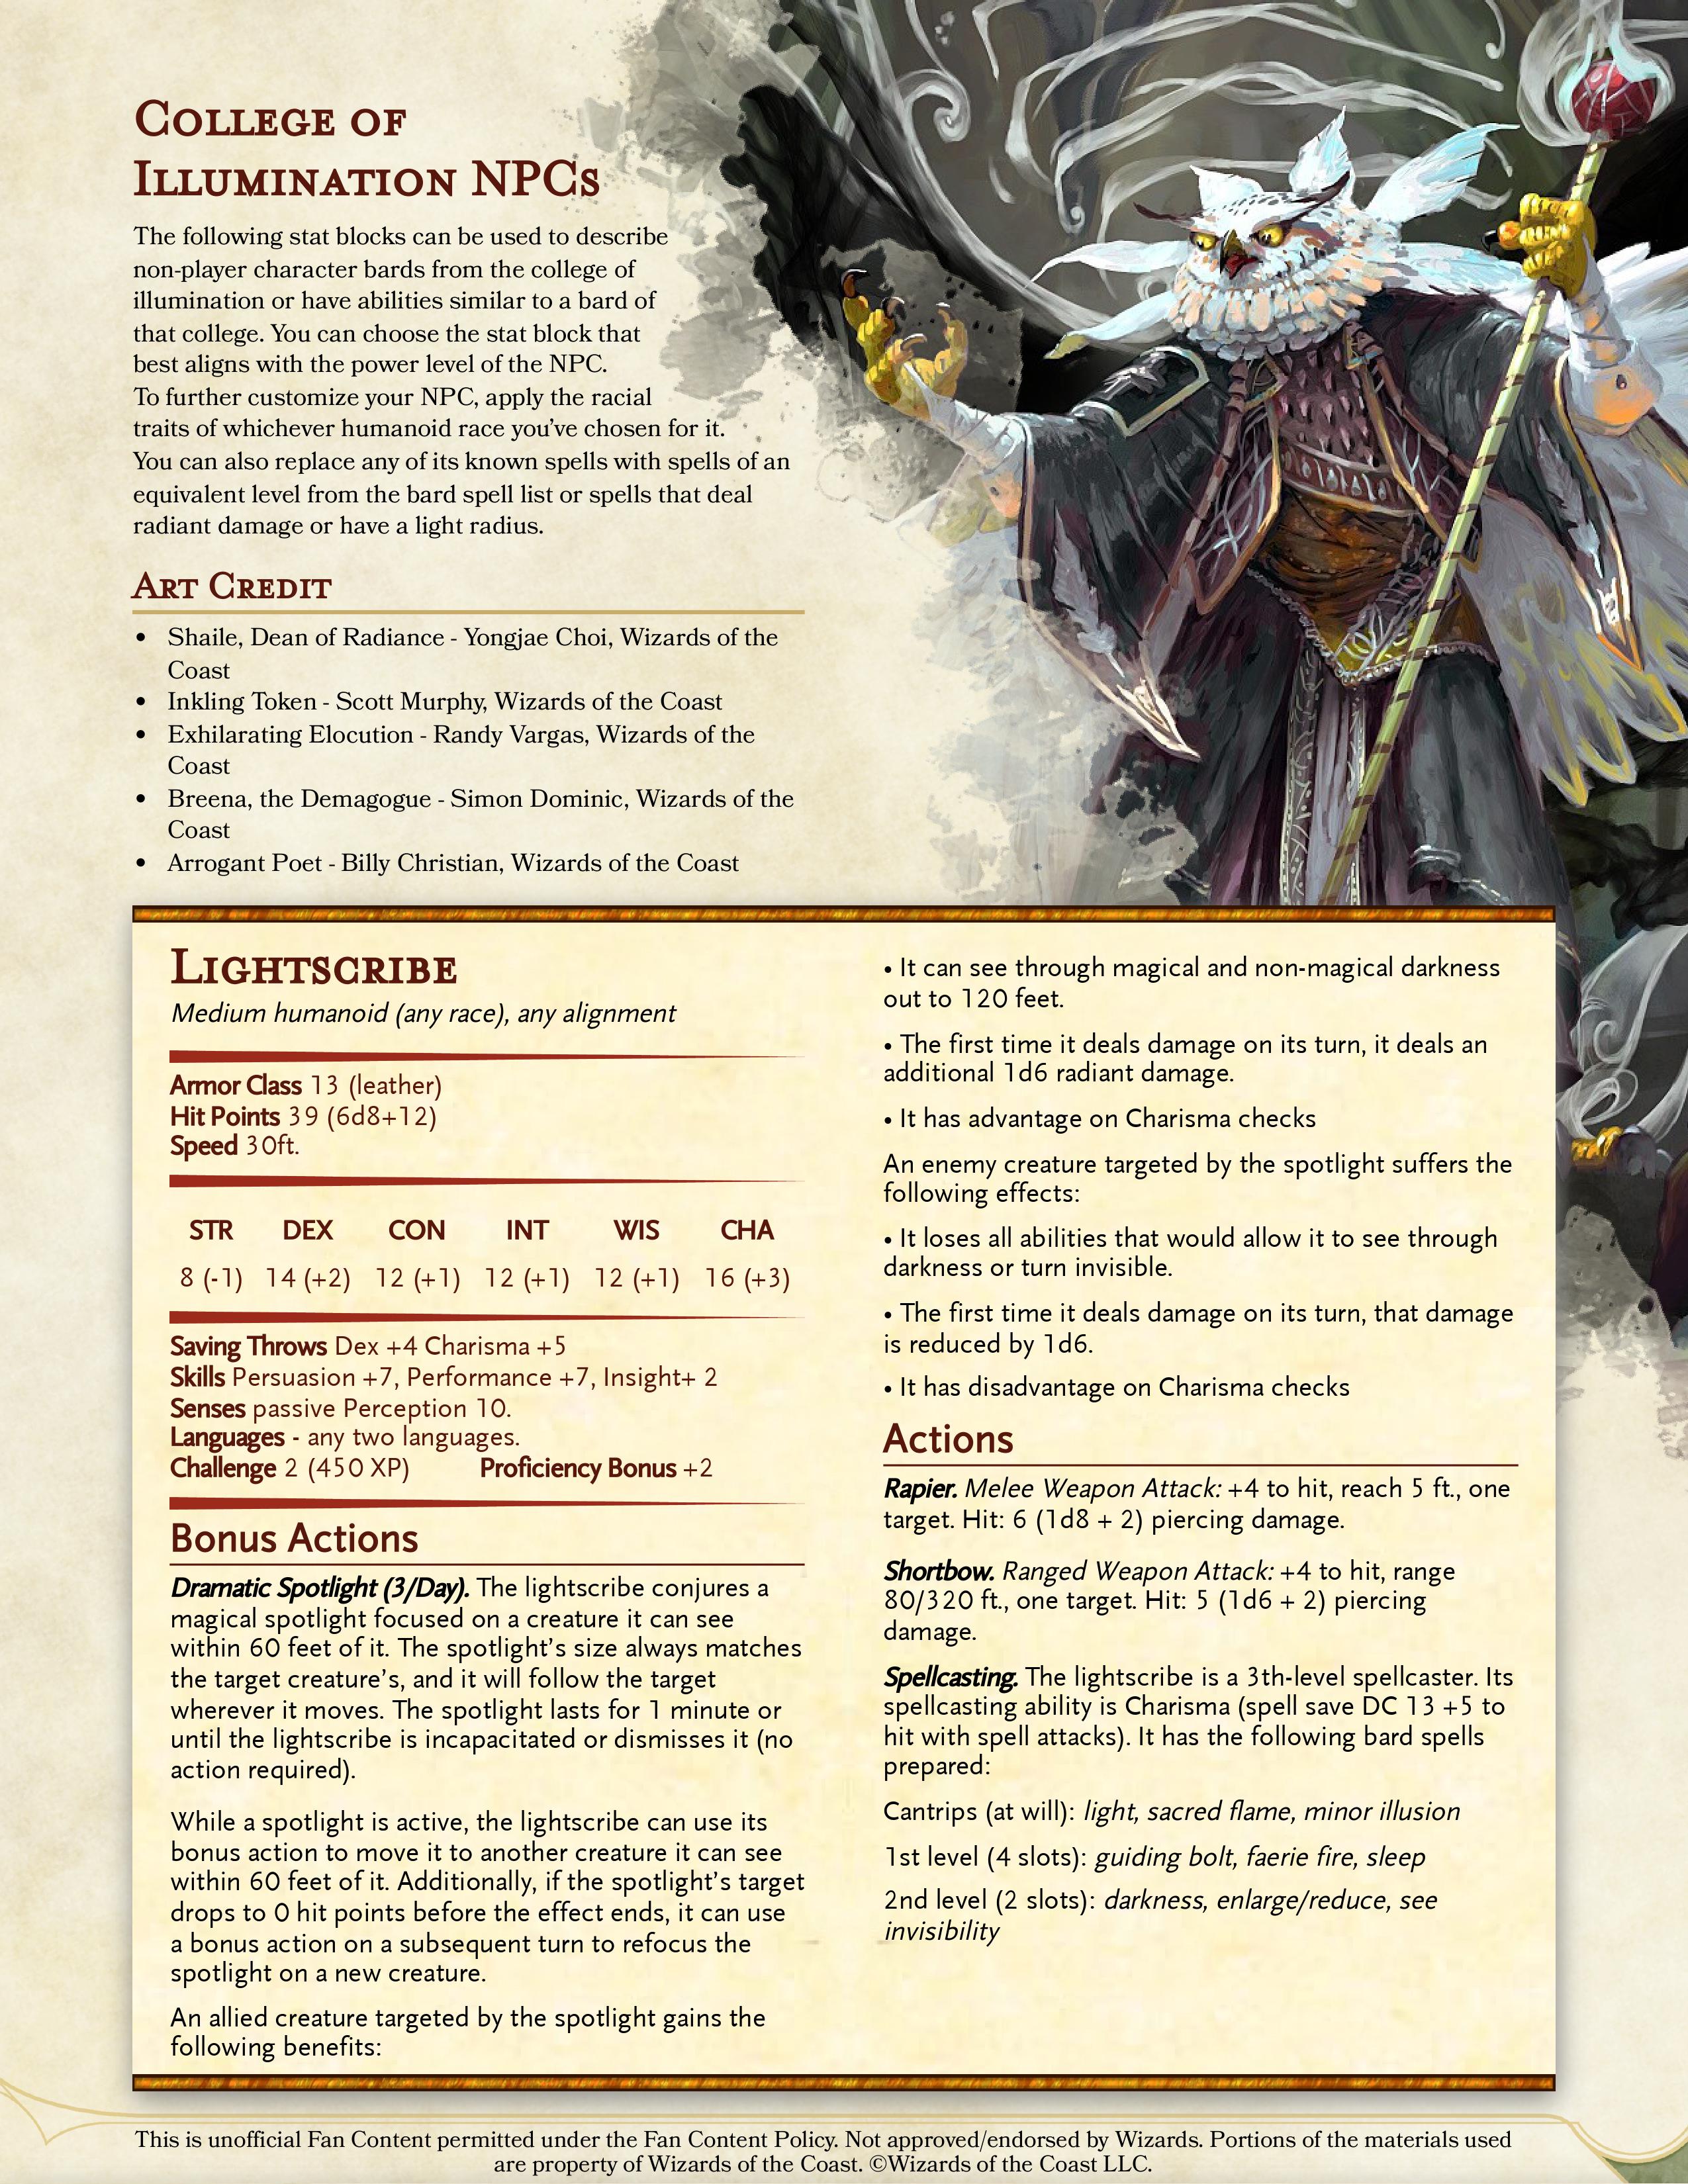 College of
Illumination NPCs
The following stat blocks can be used to describe
non-player character bards from the college of
illumination or have abilities similar to a bard of
that college. You can choose the stat block that
best aligns with the power level of the NPC.
To further customize your NPC, apply the racial
traits of whichever humanoid race you've chosen for it.
You can also replace any of its known spells with spells of an
equivalent level from the bard spell list or spells that deal
radiant damage or have a light radius.
Art Credit
• Shaile, Dean of Radiance - Yongjae Choi, Wizards of the
Coast
• Inkling Token - Scott Murphy, Wizards of the Coast
• Exhilarating Elocution - Randy Vargas, Wizards of the
Coast
• Breena, the Demagogue - Simon Dominic, Wizards of the
Coast
• Arrogant Poet - Billy Christian, Wizards of the Coast
Lightscribe
Medium humanoid (any race), any alignment
Armor Class 13 (leather)
Hit Points 39 (6d8+12)
Speed 30ft.
STR DEX CON INT WIS CHA
8 (-1) 14 (+2) 12 (+1) 12 (+1) 12 (+1) 16 (+3)
Saving Throws Dex +4 Charisma +5
Skills Persuasion +7, Performance +7, Insight+ 2
Senses passive Perception 10.
Languages - any two languages.
Challenge 2 (450 XP) Proficiency Bonus +2
Bonus Actions
Dramatic Spotlight (3/Day). The lightscribe conjures a
magical spotlight focused on a creature it can see
within 60 feet of it. The spotlight's size always matches
the target creature's, and it will follow the target
wherever it moves. The spotlight lasts for 1 minute or
until the lightscribe is incapacitated or dismisses it (no
action required).
While a spotlight is active, the lightscribe can use its
bonus action to move it to another creature it can see
within 60 feet of it. Additionally, if the spotlight's target
drops to 0 hit points before the effect ends, it can use
a bonus action on a subsequent turn to refocus the
spotlight on a new creature.
An allied creature targeted by the spotlight gains the
following benefits:
• It can see through magical and non-magical darkness
out to 120 feet.
• The first time it deals damage on its turn, it deals an
additional 1d6 radiant damage.
• It has advantage on Charisma checks
An enemy creature targeted by the spotlight suffers the
following effects:
• It loses all abilities that would allow it to see through
darkness or turn invisible.
• The first time it deals damage on its turn, that damage
is reduced by 1d6.
• It has disadvantage on Charisma checks
Actions
Rapier. Melee Weapon Attack: +4 to hit, reach 5 ft., one
target. Hit: 6 (1d8 + 2) piercing damage.
Shortbow. Ranged Weapon Attack: +4 to hit, range
80/320 ft., one target. Hit: 5 (1d6 + 2) piercing
damage.
Spellcasting. The lightscribe is a 3th-level spellcaster. Its
spellcasting ability is Charisma (spell save DC 13 +5 to
hit with spell attacks). It has the following bard spells
prepared:
Cantrips (at will): light, sacred flame, minor illusion
1st level (4 slots): guiding bolt, faerie fire, sleep
2nd level (2 slots): darkness, enlarge/reduce, see
invisibility
This is unofficial Fan Content permitted under the Fan Content Policy. Not approved/endorsed by Wizards. Portions of the materials used
are property of Wizards of the Coast. ©Wizards of the Coast LLC.